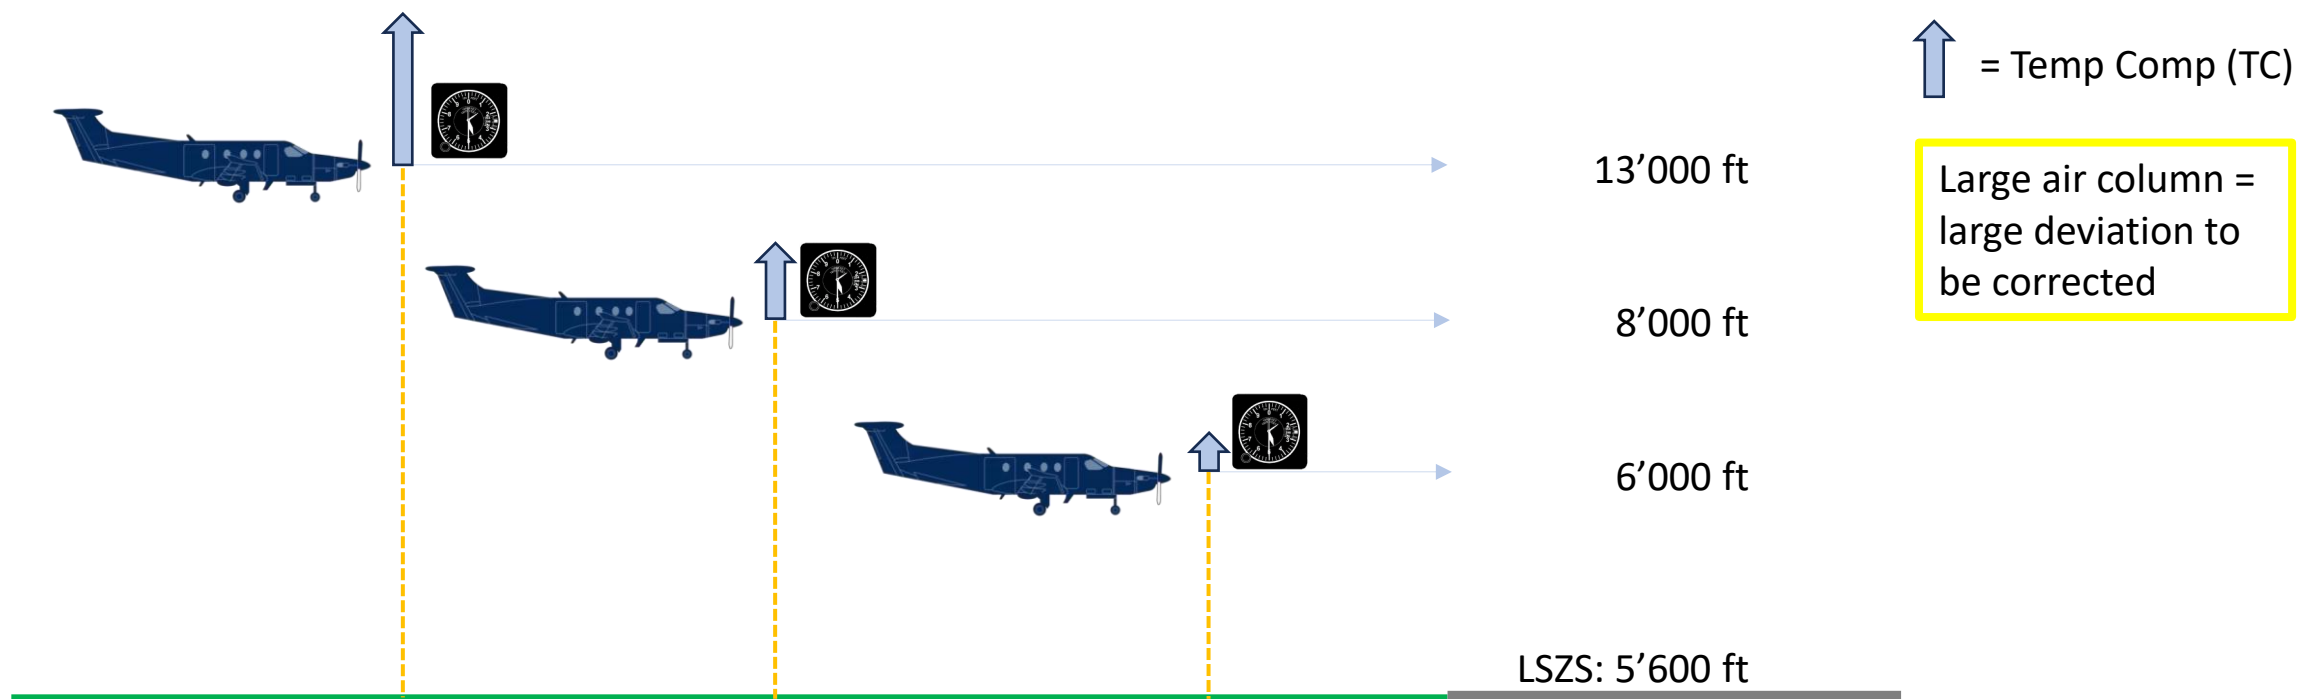 = Temp Comp (TC)
13’000 ft
Large air column =
large deviation to
be corrected
8’000 ft
6’000 ft
LSZS: 5’600 ft